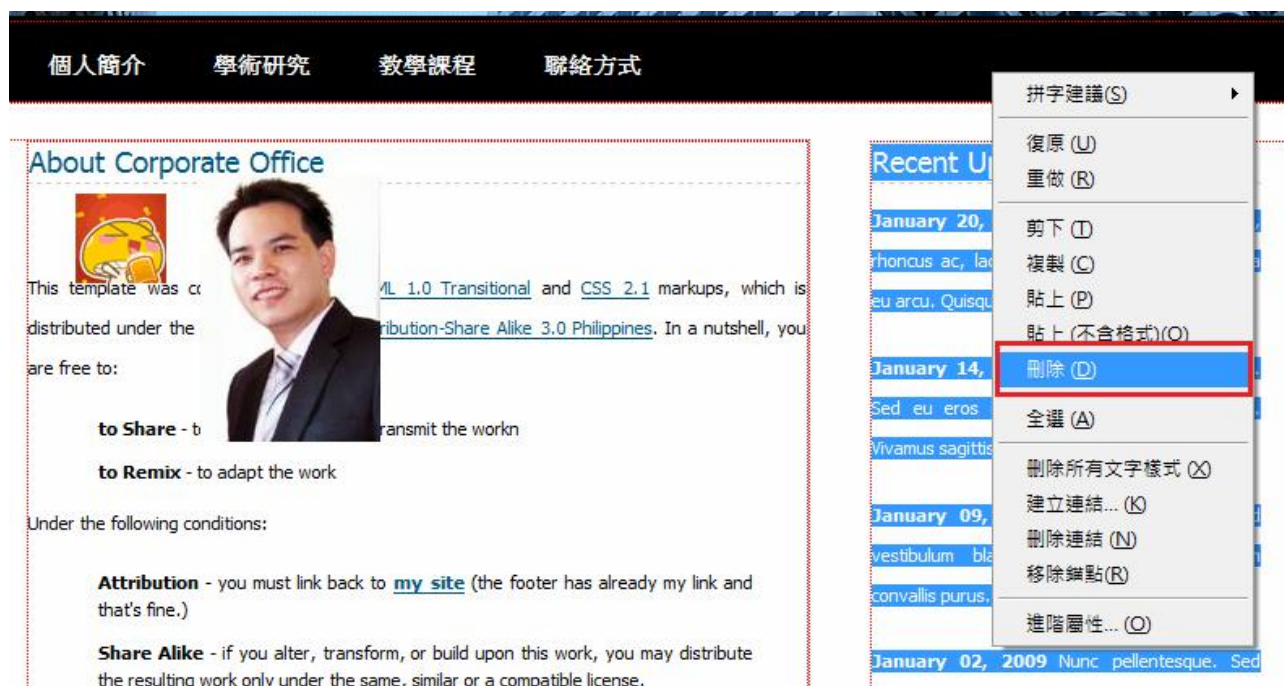 個人簡介 學術研究 教學課程 聯絡方式
About Corporate Office
This template was
ML 1.0 Transitional and CSS 2.1 markups, which is
distributed under the
ribution-Share Alike 3.0 Philippines. In a nutshell, you
are free to:
to Share -
ransmit the workn
to Remix - to adapt the work
Under the following conditions:
Attribution - you must link back to my site (the footer has already my link and
that's fine.)
Share Alike - if you alter, transform, or build upon this work, you may distribute
the resulting work only under the same, similar or a compatible license.
Recent
January 20,
rhoncus ac,
eu arcu.
January 14,
Sed eu eros
Vivamus sagittis
January 09,
vestibulum
convallis purus.
January 02, 2009 Nunc pellentesque. Sed
拼字建議(S)
復原 (U)
重做 (R)
剪下 (T)
複製 (C)
貼上 (P)
貼上 (不含格式)(O)
刪除 (D)
全選 (A)
刪除所有文字樣式 (X)
建立連結... (K)
刪除連結 (N)
移除錨點(R)
進階屬性... (O)